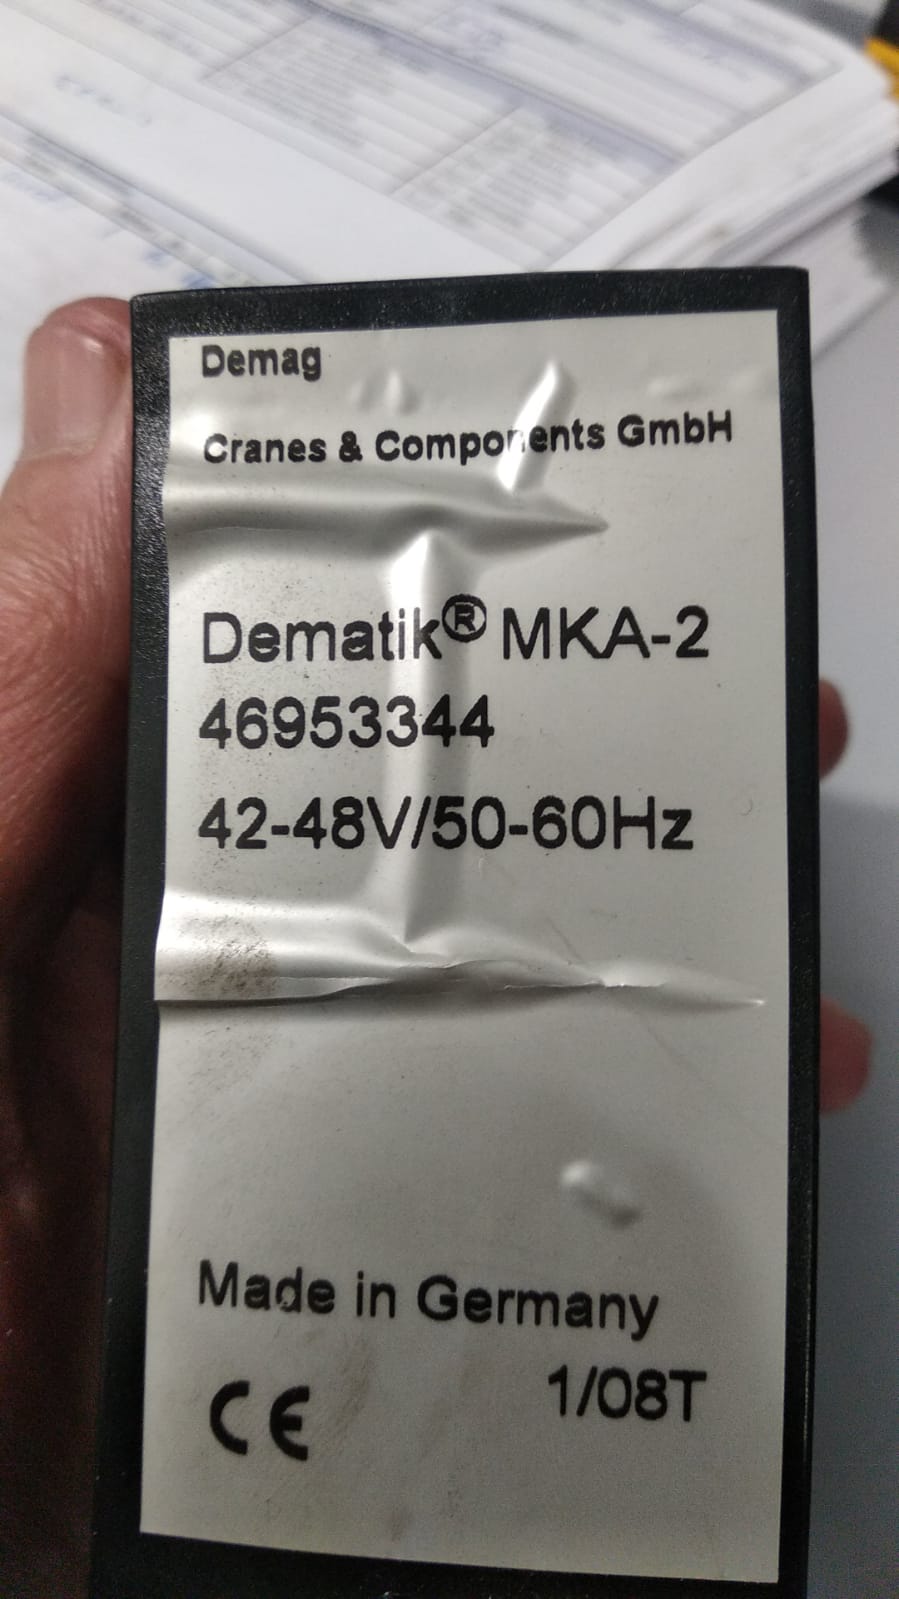 Demag
Cranes & Components GmbH
Dematik® MKA-2
46953344
42-48V/50-60Hz
Made in Germany
1/08T
CE